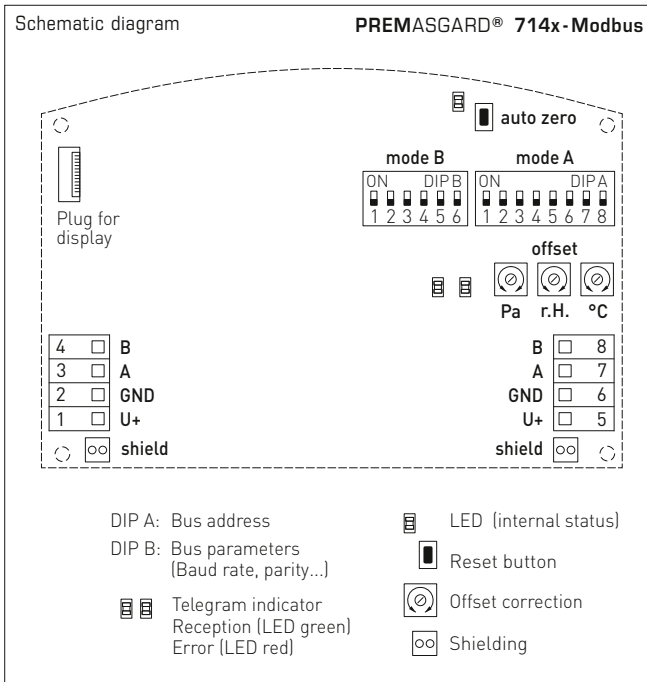 Schematic diagram PREMASGARD® 714x-Modbus
auto zero
mode B mode A
ON DIP B ON DIP A
1 2 3 4 5 6 1 2 3 4 5 6 7 8
Plug for
display
offset
Pa r.H. °C
4 B B 8
3 A A 7
2 GND GND 6
1 U+ U+ 5
shield shield
DIP A: Bus address
DIP B: Bus parameters
(Baud rate, parity...)
Telegram indicator
Reception (LED green)
Error (LED red)
LED (internal status)
Reset button
Offset correction
Shielding